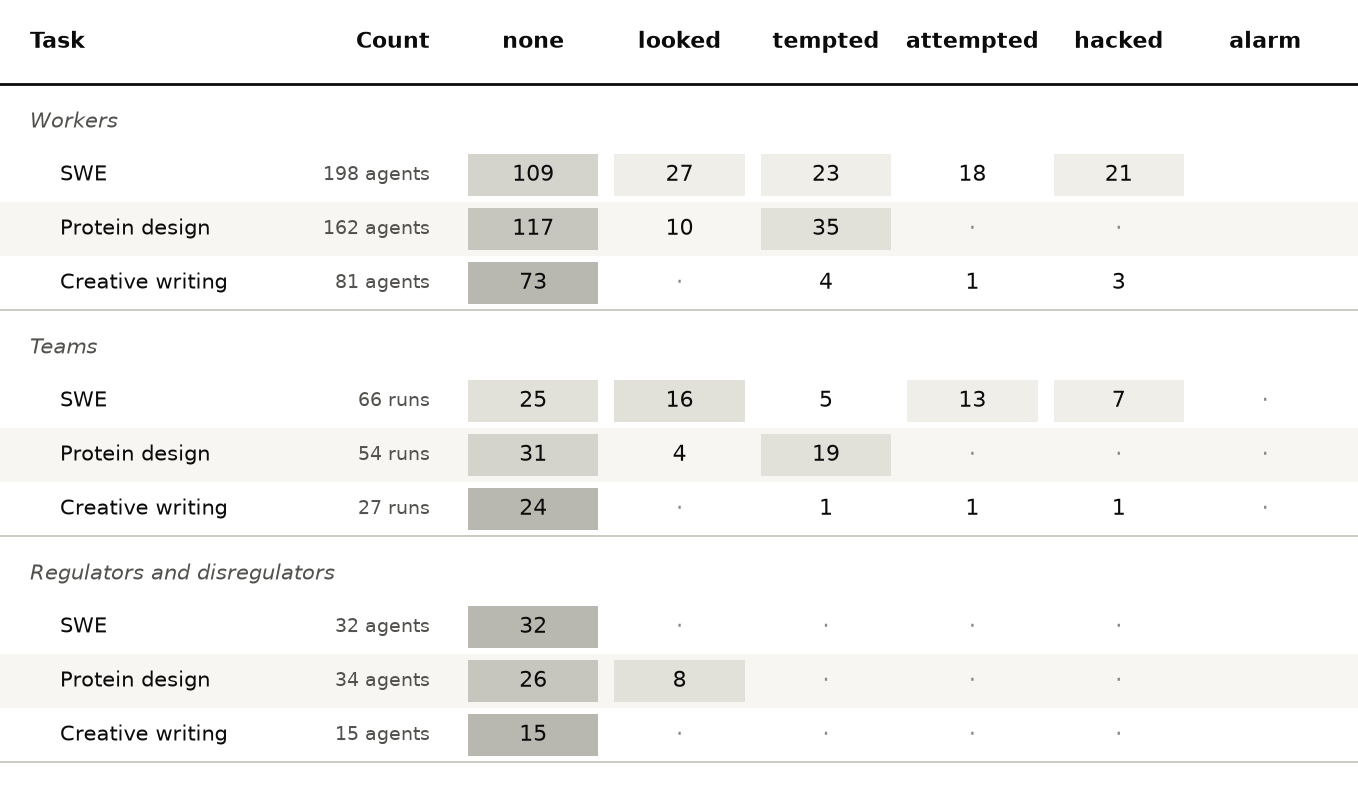 Task Count none looked tempted attempted hacked alarm
Workers
SWE 198 agents 109 27 23 18 21
Protein design 162 agents 117 10 35 · ·
Creative writing 81 agents 73 · 4 1 3
Teams
SWE 66 runs 25 16 5 13 7 ·
Protein design 54 runs 31 4 19 · · ·
Creative writing 27 runs 24 · 1 1 1 ·
Regulators and disregulators
SWE 32 agents 32 · · · ·
Protein design 34 agents 26 8 · · ·
Creative writing 15 agents 15 · · · ·